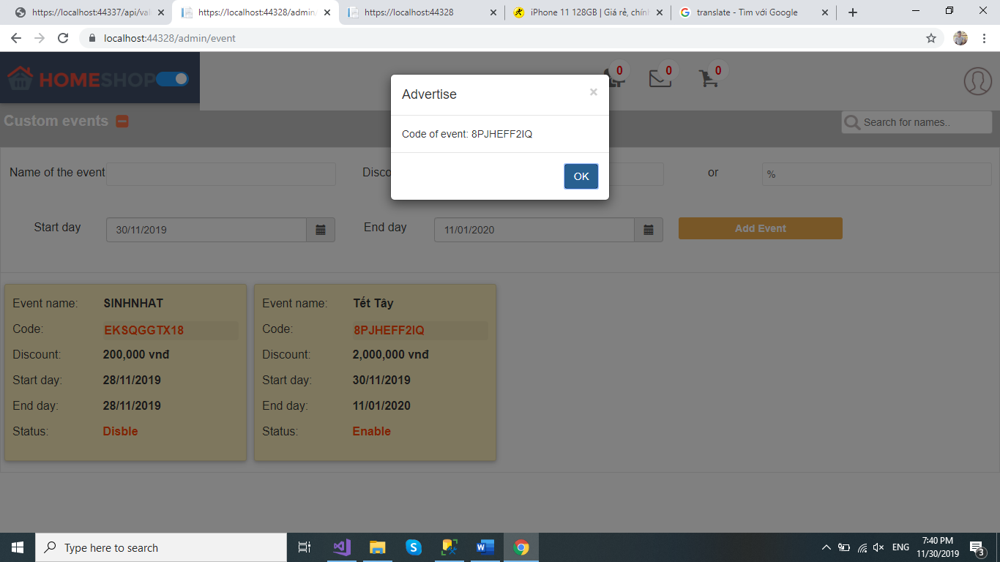 https://localhost:44337/api/val
https://localhost:44328/admin
https://localhost:44328
iPhone 11 128GB | Giá rẻ, chính
translate - Tìm với Google
localhost:44328/admin/event
HOMESHOP
0
0
0
Advertise
×
Code of event: 8PJHEFF2IQ
OK
Custom events
Search for names..
Name of the event
Disco
or
%
Start day
30/11/2019
End day
11/01/2020
Add Event
Event name: SINHNHAT
Code: EKSQGGTX18
Discount: 200,000 vnđ
Start day: 28/11/2019
End day: 28/11/2019
Status: Disble
Event name: Tết Tây
Code: 8PJHEFF2IQ
Discount: 2,000,000 vnđ
Start day: 30/11/2019
End day: 11/01/2020
Status: Enable
Type here to search
ENG
7:40 PM
11/30/2019
3